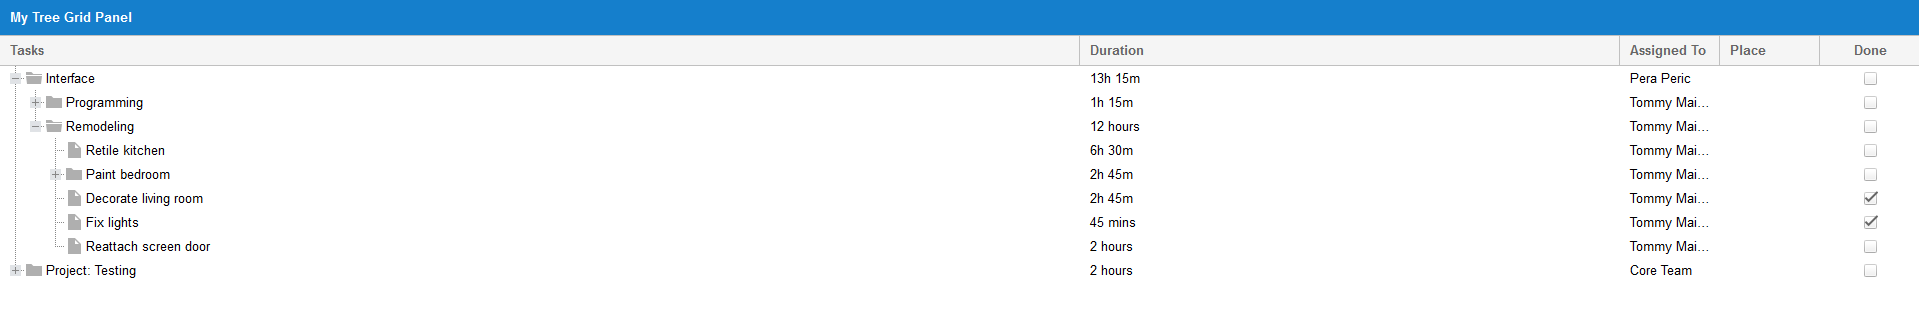 My Tree Grid Panel
Tasks Duration Assigned To Place Done
Interface 13h 15m Pera Peric
Programming 1h 15m Tommy Mai...
Remodeling 12 hours Tommy Mai...
Retile kitchen 6h 30m Tommy Mai...
Paint bedroom 2h 45m Tommy Mai...
Decorate living room 2h 45m Tommy Mai...
Fix lights 45 mins Tommy Mai...
Reattach screen door 2 hours Tommy Mai...
Project: Testing 2 hours Core Team